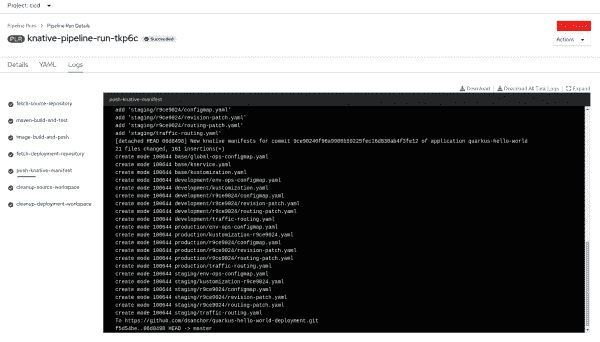 Project: cicd
Pipeline Runs > Pipeline Run Details
PLR knative-pipeline-run-tkp6c Succeeded
Actions
Details YAML Logs
Download Download All Task Logs Expand
fetch-source-repository
maven-build-and-test
image-build-and-push
fetch-deployment-repository
push-knative-manifest
cleanup-source-workspace
cleanup-deployment-workspace
push-knative-manifest
add 'staging/r9ce9024/configmap.yaml'
add 'staging/r9ce9024/revision-patch.yaml'
add 'staging/r9ce9024/routing-patch.yaml'
add 'staging/traffic-routing.yaml'
[detached HEAD 06d8498] New knative manifests for commit of application quarkus-hello-world
21 files changed, 161 insertions(+)
create mode 100644 base/global-ops-configmap.yaml
create mode 100644 base/kservice.yaml
create mode 100644 base/kustomization.yaml
create mode 100644 development/env-ops-configmap.yaml
create mode 100644 development/kustomization.yaml
create mode 100644 development/r9ce9024/configmap.yaml
create mode 100644 development/r9ce9024/revision-patch.yaml
create mode 100644 development/r9ce9024/routing-patch.yaml
create mode 100644 development/traffic-routing.yaml
create mode 100644 production/env-ops-configmap.yaml
create mode 100644 production/kustomization-r9ce9024.yaml
create mode 100644 production/r9ce9024/configmap.yaml
create mode 100644 production/r9ce9024/revision-patch.yaml
create mode 100644 production/r9ce9024/routing-patch.yaml
create mode 100644 production/traffic-routing.yaml
create mode 100644 staging/env-ops-configmap.yaml
create mode 100644 staging/kustomization-r9ce9024.yaml
create mode 100644 staging/r9ce9024/configmap.yaml
create mode 100644 staging/r9ce9024/revision-patch.yaml
create mode 100644 staging/r9ce9024/routing-patch.yaml
create mode 100644 staging/traffic-routing.yaml
To https://github.com/dsanchor/quarkus-hello-world-deployment.git
f5d54be..06d8498 HEAD -> master